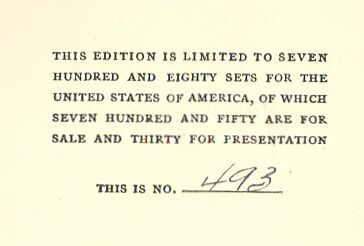 THIS EDITION IS LIMITED TO SEVEN
HUNDRED AND EIGHTY SETS FOR THE
UNITED STATES OF AMERICA, OF WHICH
SEVEN HUNDRED AND FIFTY ARE FOR
SALE AND THIRTY FOR PRESENTATION
THIS IS NO. 493